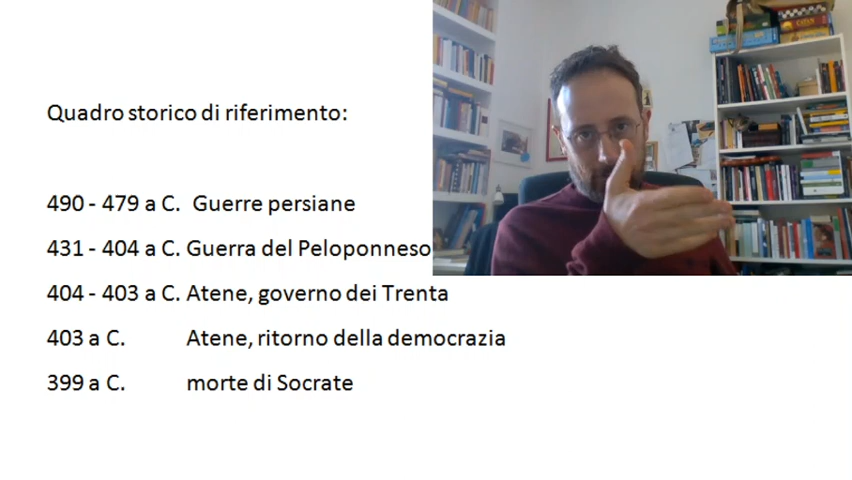 Quadro storico di riferimento:
490 - 479 a C. Guerre persiane
431 - 404 a C. Guerra del Peloponneso
404 - 403 a C. Atene, governo dei Trenta
403 a C. Atene, ritorno della democrazia
399 a C. morte di Socrate